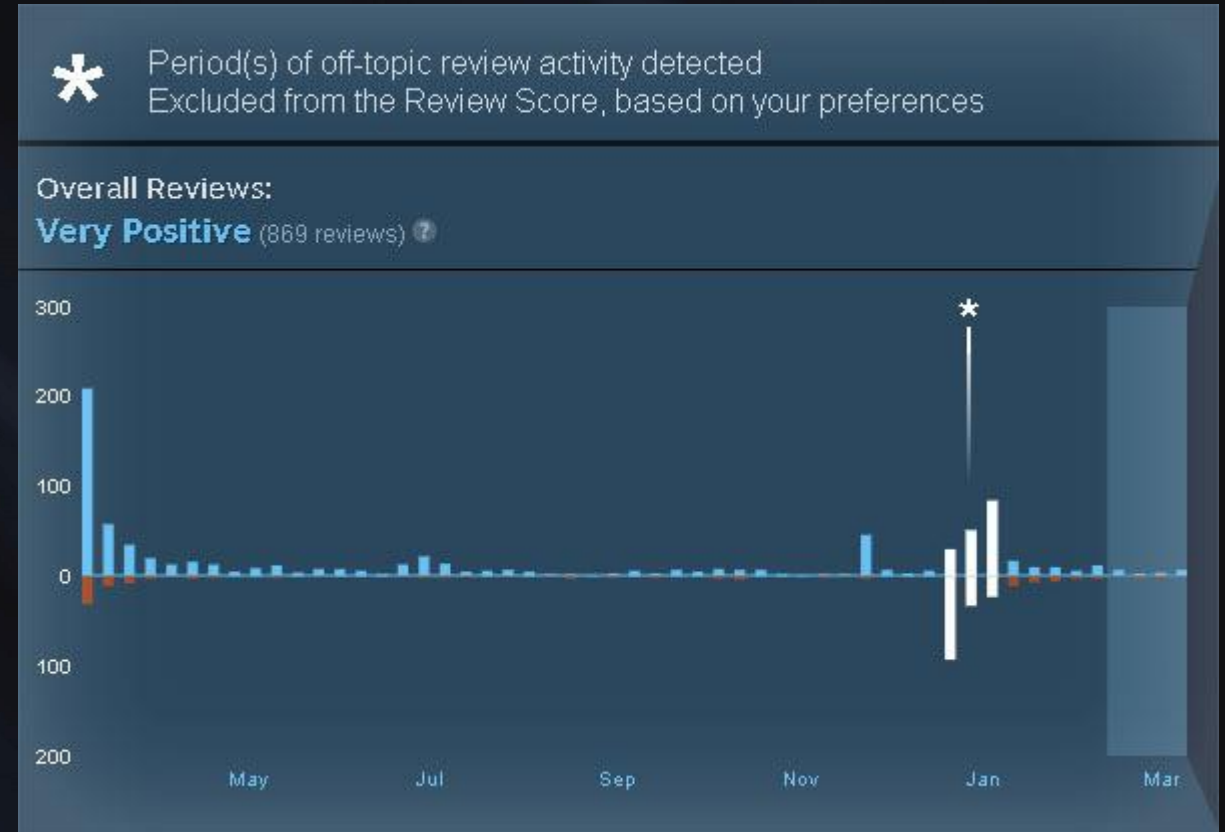 *
Period(s) of off-topic review activity detected
Excluded from the Review Score, based on your preferences
Overall Reviews:
Very Positive (869 reviews) ?
300
*
200
100
0
100
200
May Jul Sep Nov Jan Mar